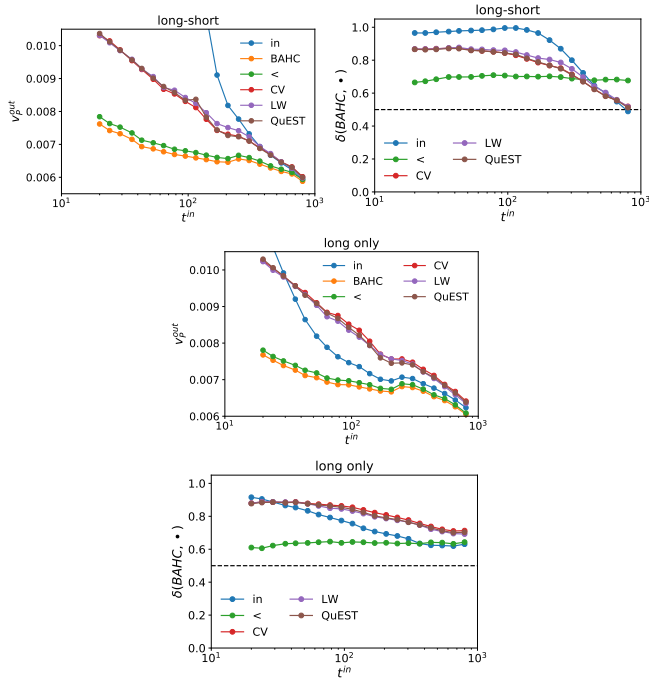 long-short
0.010
0.009
0.008
0.007
0.006
v_P^out
in
BAHC
<
CV
LW
QuEST
10^1
10^2
10^3
t^in
1.0
0.8
0.6
0.4
0.2
0.0
δ(BAHC, •)
in
<
CV
LW
QuEST
10^1
10^2
10^3
t^in
long only
0.010
0.009
0.008
0.007
0.006
v_P^out
in
BAHC
<
CV
LW
QuEST
10^1
10^2
10^3
t^in
long only
1.0
0.8
0.6
0.4
0.2
0.0
δ(BAHC, •)
in
<
CV
LW
QuEST
10^1
10^2
10^3
t^in